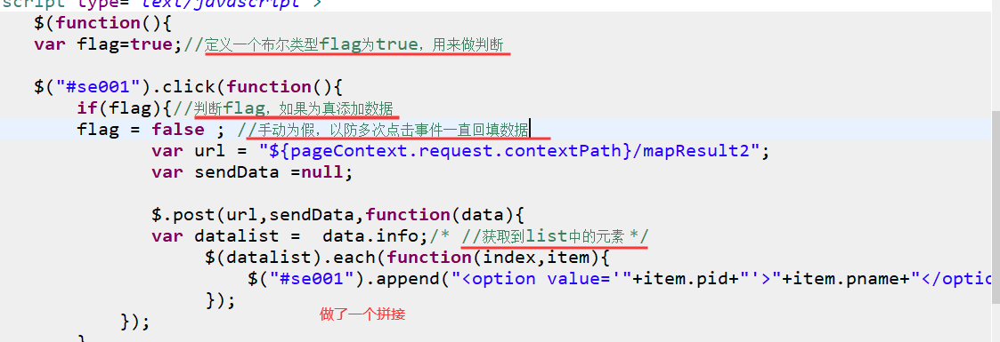 script type="text/javascript">
$(function(){
var flag=true;//定义一个布尔类型flag为true，用来做判断
$("#se001").click(function(){
if(flag){//判断flag，如果为真添加数据
flag = false ; //手动为假，以防多次点击事件一直回填数据
var url = "${pageContext.request.contextPath}/mapResult2";
var sendData =null;
$.post(url,sendData,function(data){
var datalist =  data.info;/* //获取到list中的元素 */
$(datalist).each(function(index,item){
$("#se001").append("<option value='"+item.pid+"'>"+item.pname+"</optio
});
做了一个拼接
});
}